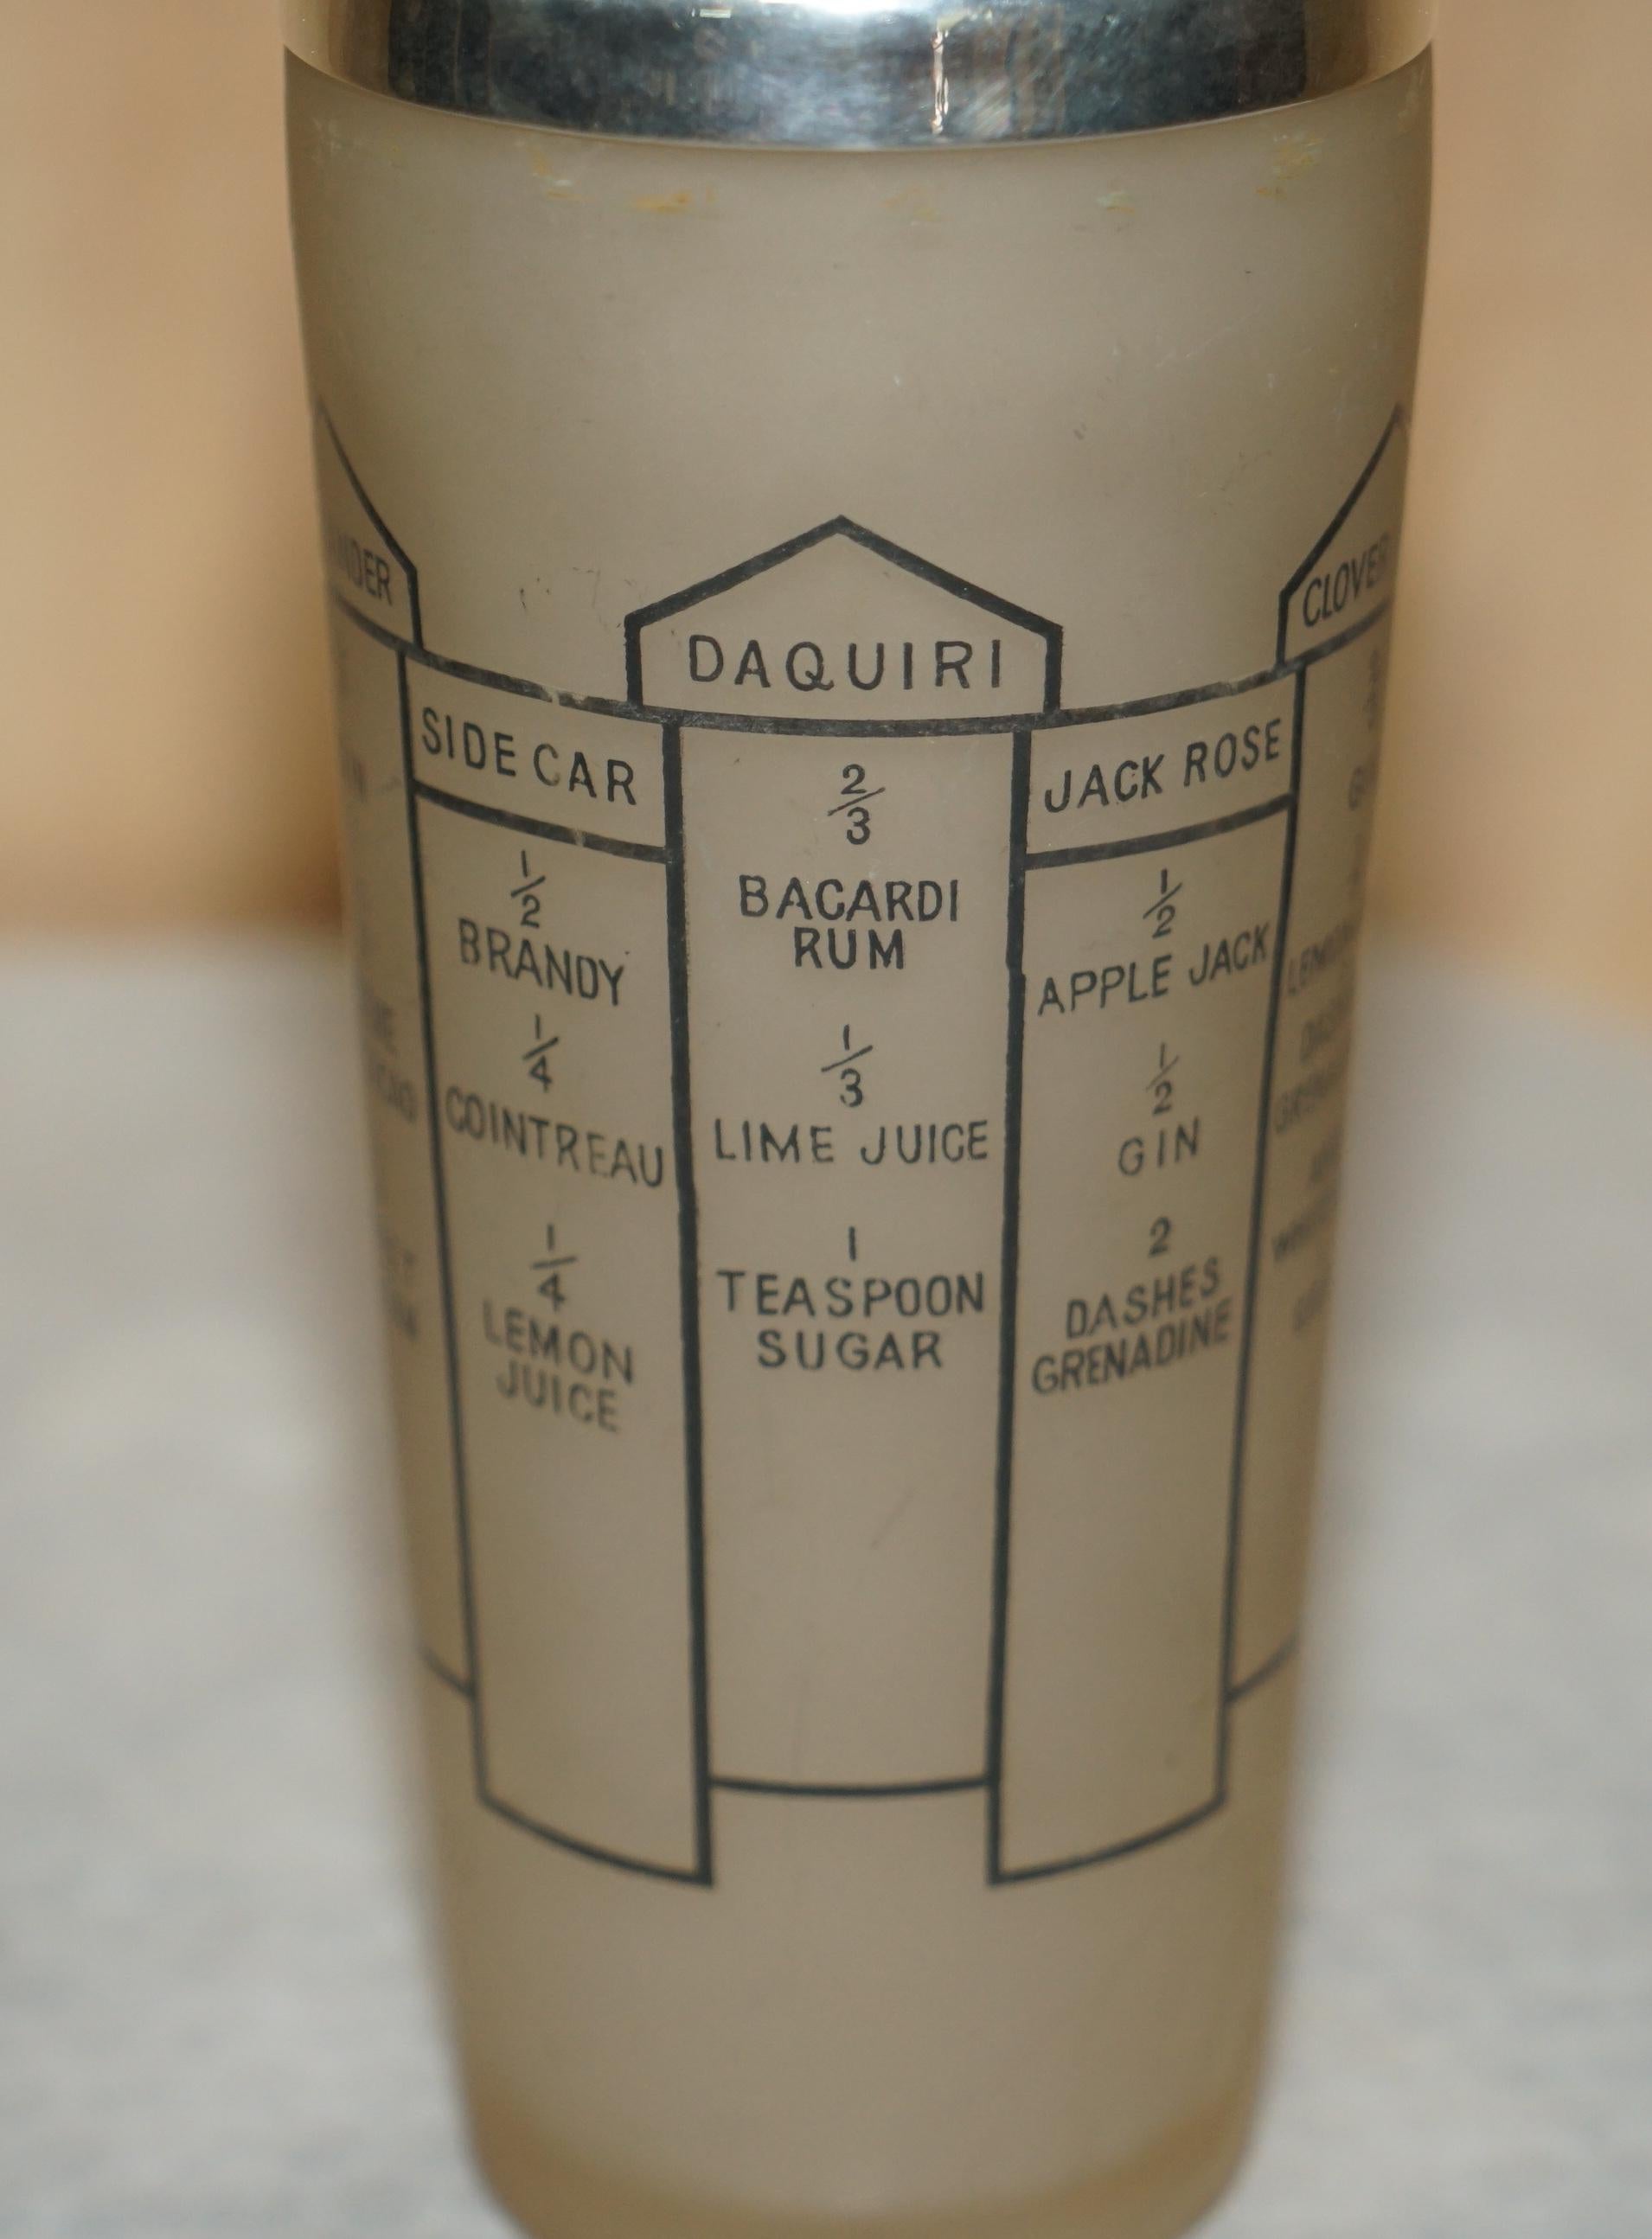 DAQUIRI
2/3
BACARDI
RUM
1/3
LIME JUICE
1
TEASPOON
SUGAR
SIDE CAR
1/2
BRANDY
1/4
COINTREAU
1/4
LEMON
JUICE
JACK ROSE
1/2
APPLE JACK
1/2
GIN
2
DASHES
GRENADINE
CLOVER